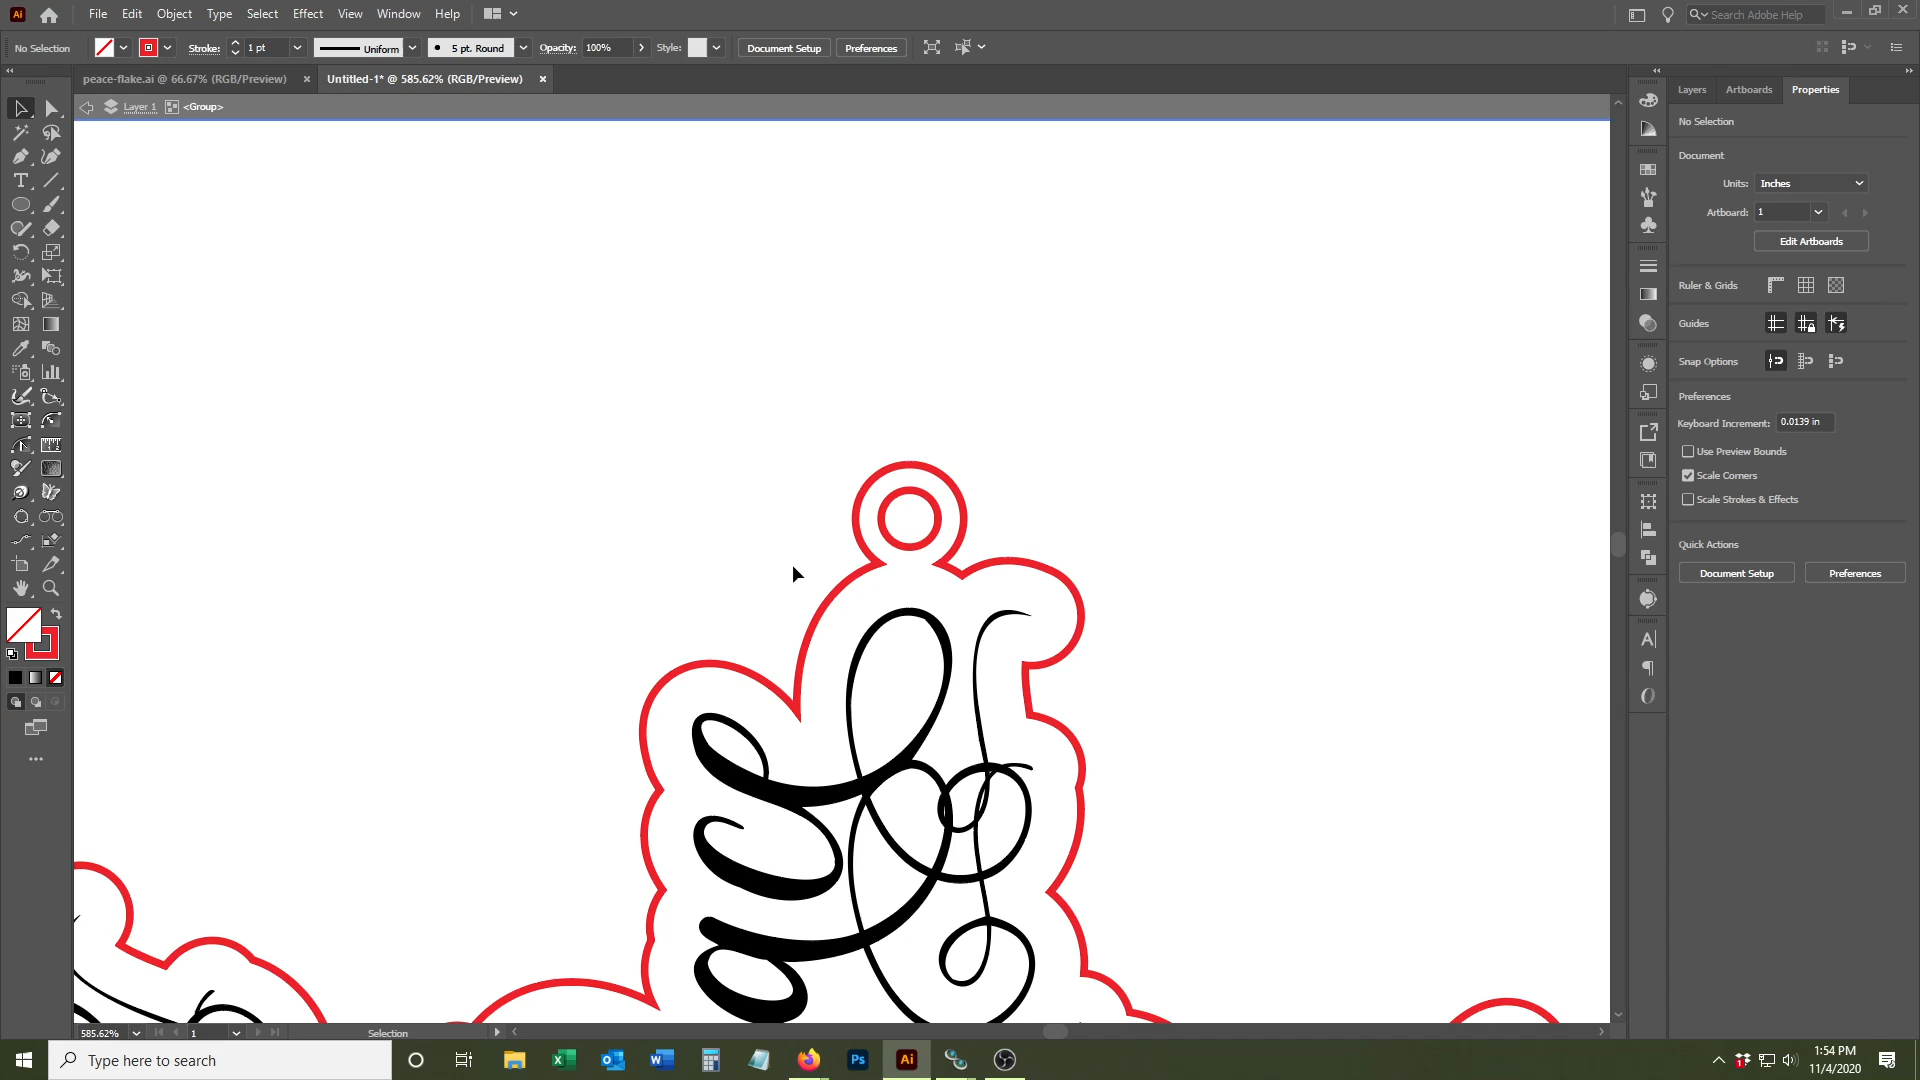 Ai File Edit Object Type Select Effect View Window Help Search Adobe Help
No Selection Stroke: 1 pt Uniform 5 pt. Round Opacity: 100% Style: Document Setup Preferences
peace-flake.ai @ 66.67% (RGB/Preview) × Untitled-1* @ 585.62% (RGB/Preview) ×
Layer 1 <Group>
Layers Artboards Properties
No Selection
Document
Units: Inches
Artboard: 1
Edit Artboards
Ruler & Grids
Guides
Snap Options
Preferences
Keyboard Increment: 0.0139 in
Use Preview Bounds
Scale Corners
Scale Strokes & Effects
Quick Actions
Document Setup Preferences
585.62% 1 Selection
Type here to search
Ps Ai
1:54 PM
11/4/2020